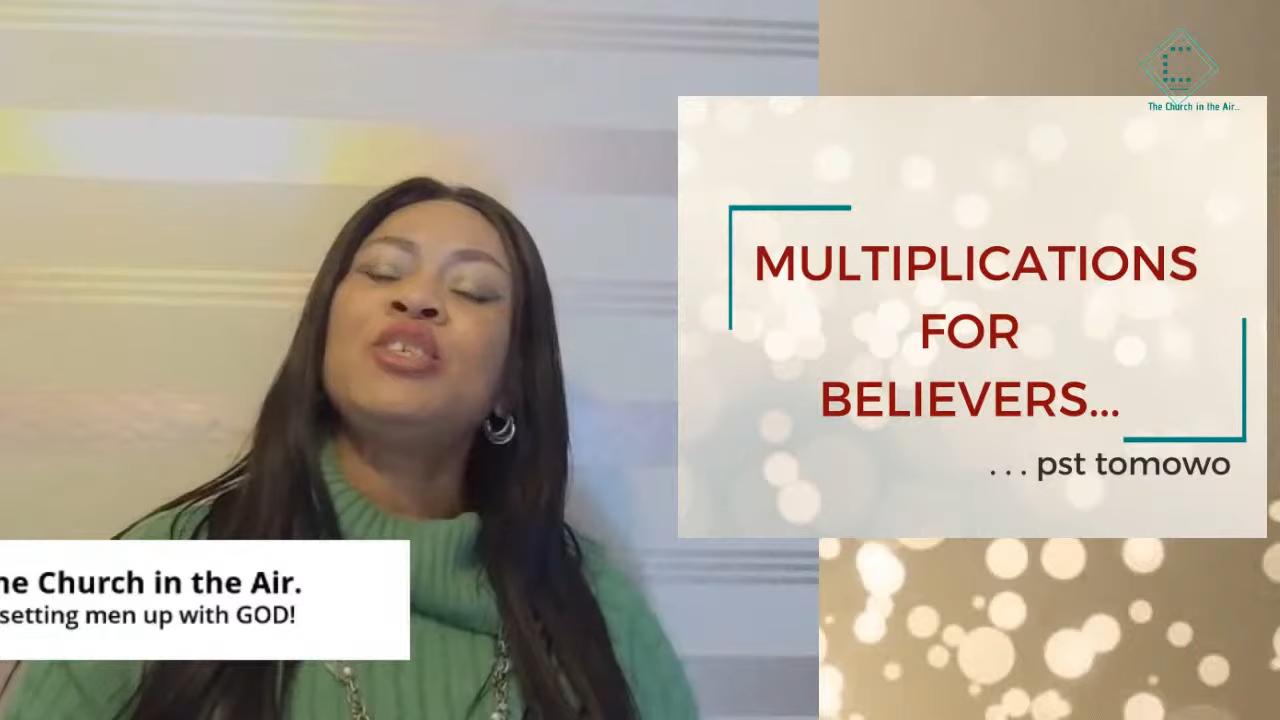 The Church in the Air..
MULTIPLICATIONS
FOR
BELIEVERS...
... pst tomowo
he Church in the Air.
setting men up with GOD!